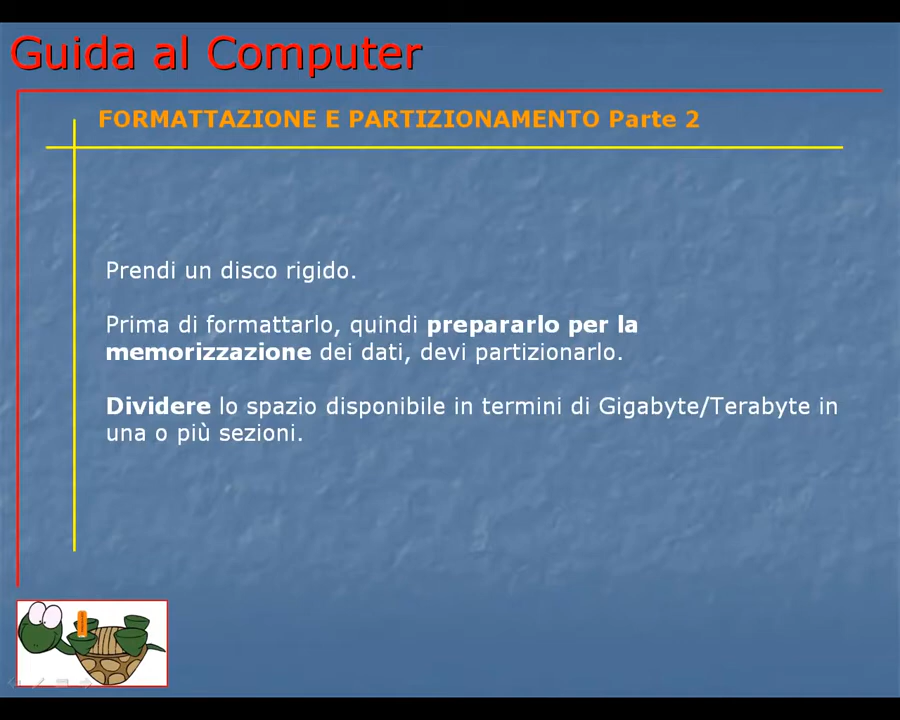 Guida al Computer
FORMATTAZIONE E PARTIZIONAMENTO Parte 2
Prendi un disco rigido.
Prima di formattarlo, quindi prepararlo per la
memorizzazione dei dati, devi partizionarlo.
Dividere lo spazio disponibile in termini di Gigabyte/Terabyte in
una o più sezioni.